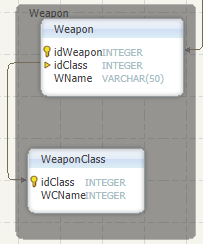 Weapon
Weapon
idWeapon INTEGER
idClass INTEGER
WName VARCHAR(50)
WeaponClass
idClass INTEGER
WCName INTEGER